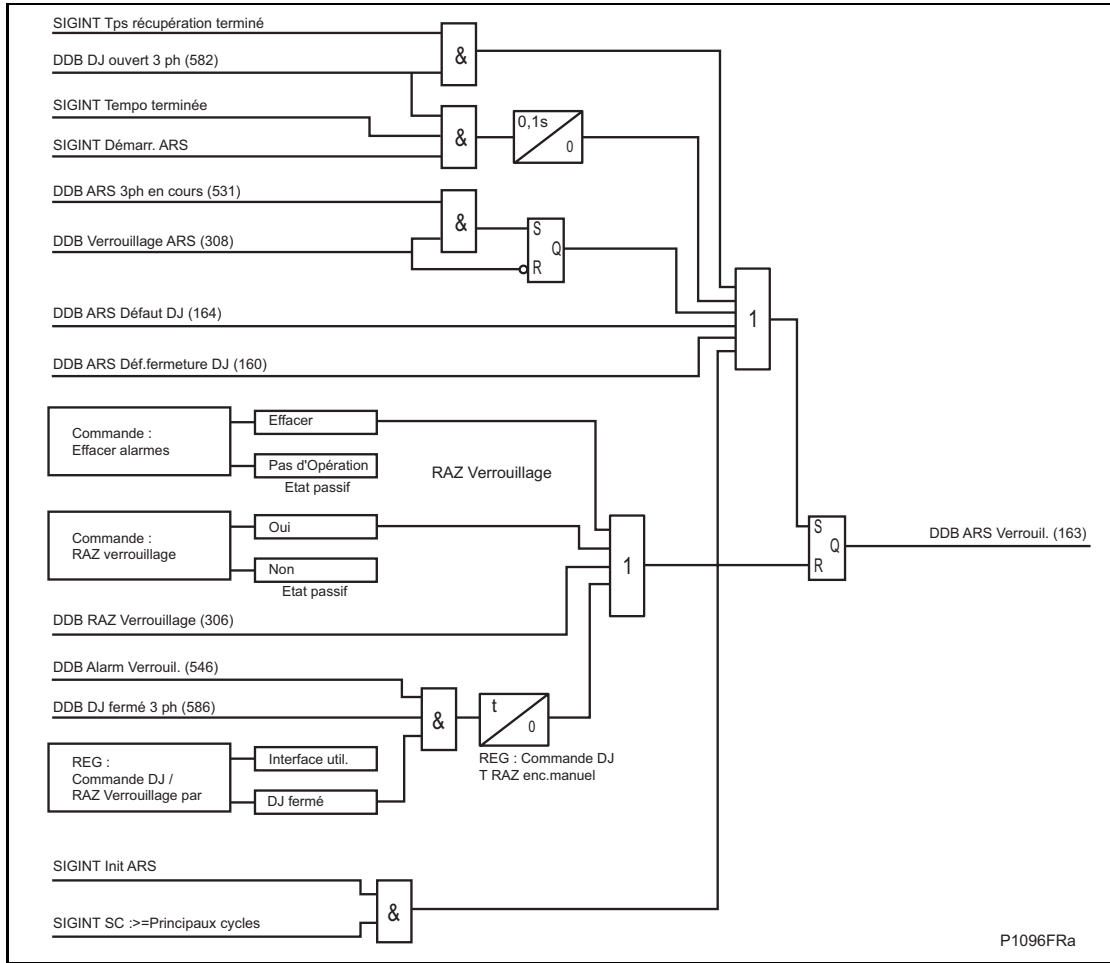 SIGINT Tps récupération terminé
&
DDB DJ ouvert 3 ph (582)
SIGINT Tempo terminée
&
0,1s
0
SIGINT Démarr. ARS
DDB ARS 3ph en cours (531)
&
S
Q
R
DDB Verrouillage ARS (308)
1
DDB ARS Défaut DJ (164)
DDB ARS Déf.fermeture DJ (160)
Commande :
Effacer alarmes
Effacer
Pas d'Opération
Etat passif
RAZ Verrouillage
Commande :
RAZ verrouillage
Oui
Non
Etat passif
1
S
Q
R
DDB ARS Verrouil. (163)
DDB RAZ Verrouillage (306)
DDB Alarm Verrouil. (546)
DDB DJ fermé 3 ph (586)
&
t
0
REG : Commande DJ
T RAZ enc.manuel
REG :
Commande DJ /
RAZ Verrouillage par
Interface util.
DJ fermé
SIGINT Init ARS
&
SIGINT SC :>=Principaux cycles
P1096FRa